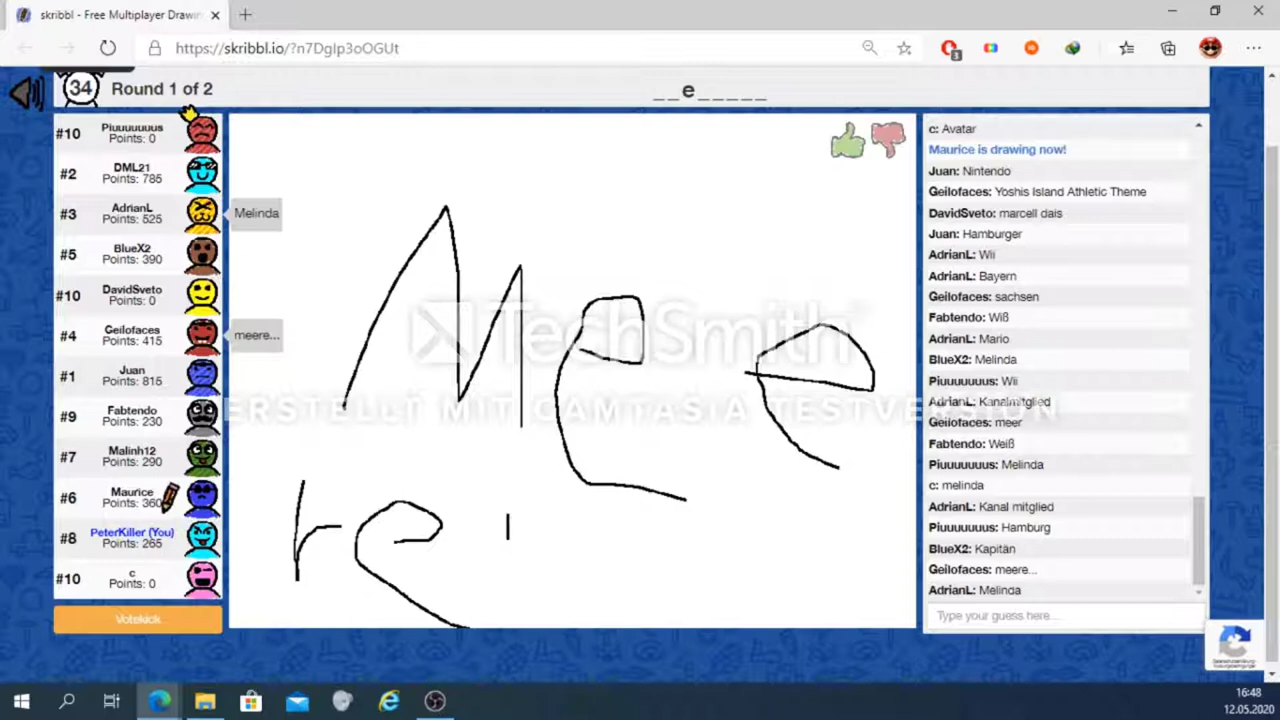 skribbl - Free Multiplayer Drawin
https://skribbl.io/?n7DgIp3oOGUt
3
34
Round 1 of 2
__e_____
#10 Piuuuuuuus
Points: 0
#2 DML21
Points: 785
#3 AdrianL
Points: 525
Melinda
#5 BlueX2
Points: 390
#10 DavidSveto
Points: 0
#4 Geilofaces
Points: 415
meere...
#1 Juan
Points: 815
#9 Fabtendo
Points: 230
#7 Malinh12
Points: 290
#6 Maurice
Points: 360
#8 PeterKiller (You)
Points: 265
#10 c
Points: 0
Votekick
Mee
re
TechSmith
ERSTELLT MIT CAMTASIA TESTVERSION
c: Avatar
Maurice is drawing now!
Juan: Nintendo
Geilofaces: Yoshis Island Athletic Theme
DavidSveto: marcell dais
Juan: Hamburger
AdrianL: Wii
AdrianL: Bayern
Geilofaces: sachsen
Fabtendo: Wiß
AdrianL: Mario
BlueX2: Melinda
Piuuuuuuus: Wii
AdrianL: Kanalmitglied
Geilofaces: meer
Fabtendo: Weiß
Piuuuuuuus: Melinda
c: melinda
AdrianL: Kanal mitglied
Piuuuuuuus: Hamburg
BlueX2: Kapitän
Geilofaces: meere...
AdrianL: Melinda
Type your guess here...
16:48
12.05.2020